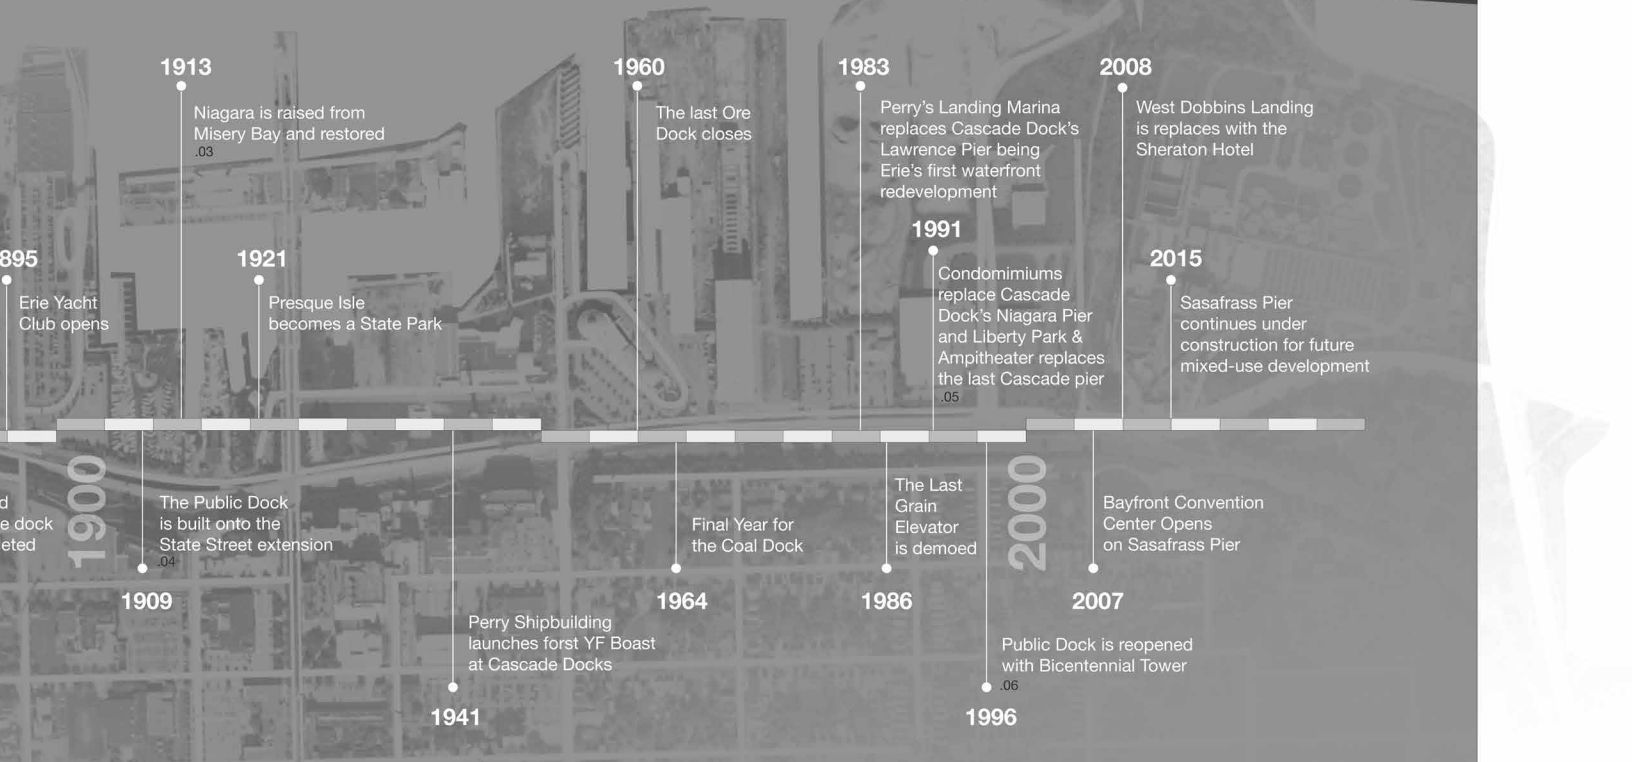 1913
Niagara is raised from
Misery Bay and restored
.03
1960
The last Ore
Dock closes
1983
Perry's Landing Marina
replaces Cascade Dock's
Lawrence Pier being
Erie's first waterfront
redevelopment
2008
West Dobbins Landing
is replaces with the
Sheraton Hotel
895
Erie Yacht
Club opens
1921
Presque Isle
becomes a State Park
1991
Condomimiums
replace Cascade
Dock's Niagara Pier
and Liberty Park &
Ampitheater replaces
the last Cascade pier
.05
2015
Sasafrass Pier
continues under
construction for future
mixed-use development
d
e dock
eted
1900
The Public Dock
is built onto the
State Street extension
.04
1909
Perry Shipbuilding
launches forst YF Boast
at Cascade Docks
1941
Final Year for
the Coal Dock
1964
The Last
Grain
Elevator
is demoed
1986
2000
Public Dock is reopened
with Bicentennial Tower
.06
1996
Bayfront Convention
Center Opens
on Sasafrass Pier
2007